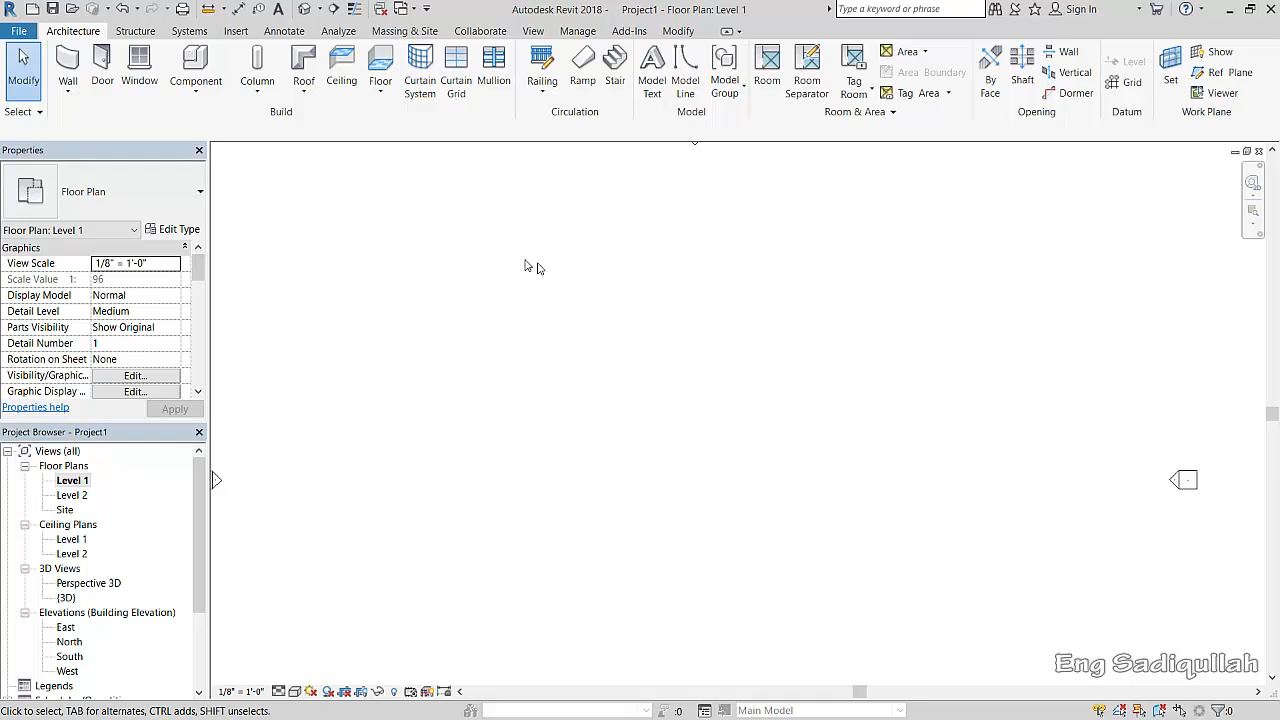 Autodesk Revit 2018 - Project1 - Floor Plan: Level 1
Type a keyword or phrase
Sign In
File Architecture Structure Systems Insert Annotate Analyze Massing & Site Collaborate View Manage Add-Ins Modify
Modify Wall Door Window Component Column Roof Ceiling Floor Curtain System Curtain Grid Mullion Railing Ramp Stair Model Text Model Line Model Group Room Room Separator Tag Room
Area
Area Boundary
Tag Area
By Face Shaft
Wall
Vertical
Dormer
Level
Grid
Set
Show
Ref Plane
Viewer
Select Build Circulation Model Room & Area Opening Datum Work Plane
Properties
Floor Plan
Floor Plan: Level 1 Edit Type
Graphics
View Scale 1/8" = 1'-0"
Scale Value 1: 96
Display Model Normal
Detail Level Medium
Parts Visibility Show Original
Detail Number 1
Rotation on Sheet None
Visibility/Graphic... Edit...
Graphic Display ... Edit...
Properties help Apply
Project Browser - Project1
Views (all)
Floor Plans
Level 1
Level 2
Site
Ceiling Plans
Level 1
Level 2
3D Views
Perspective 3D
{3D}
Elevations (Building Elevation)
East
North
South
West
Legends
Eng Sadiqullah
1/8" = 1'-0"
Click to select, TAB for alternates, CTRL adds, SHIFT unselects.
:0
Main Model
:0